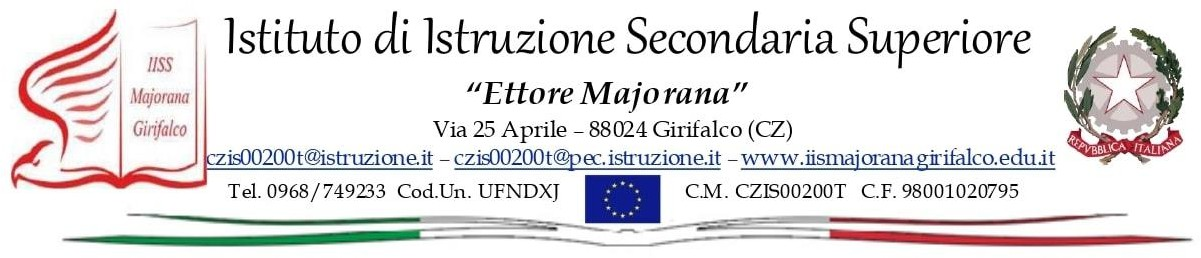 IISS
Majorana
Girifalco
Istituto di Istruzione Secondaria Superiore
“Ettore Majorana”
Via 25 Aprile – 88024 Girifalco (CZ)
czis00200t@istruzione.it – czis00200t@pec.istruzione.it – www.iismajoranagirifalco.edu.it
Tel. 0968/749233 Cod.Un. UFNDXJ C.M. CZIS00200T C.F. 98001020795
REPVBBLICA ITALIANA